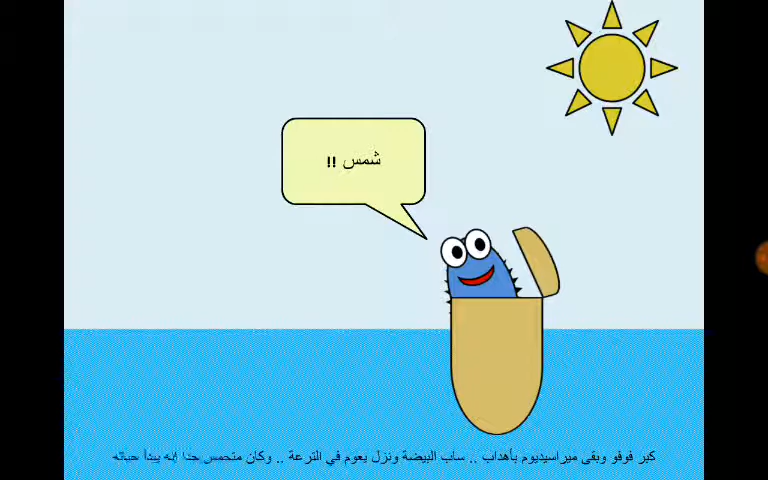 شمس !!
كبر فوفو وبقى ميراسيديوم بأهداب .. ساب البيضة ونزل يعوم في الترعة .. وكان متحمس جدا إنه يبدأ حياته